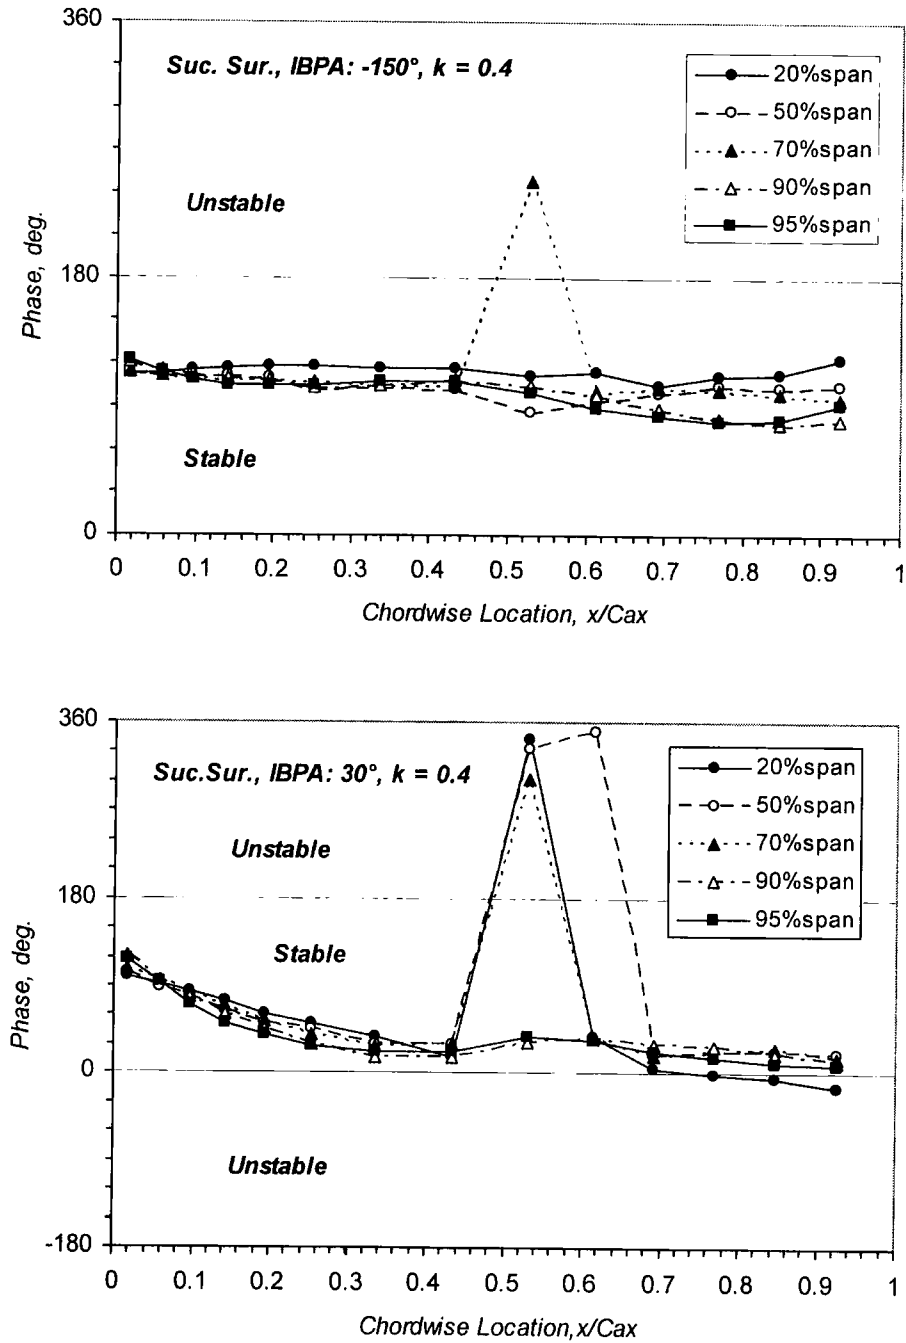 360
Suc. Sur., IBPA: -150°, k = 0.4
20%span
50%span
70%span
90%span
95%span
Unstable
180
Stable
0
Phase, deg.
0 0.1 0.2 0.3 0.4 0.5 0.6 0.7 0.8 0.9 1
Chordwise Location, x/Cax
360
Suc.Sur., IBPA: 30°, k = 0.4
20%span
50%span
70%span
90%span
95%span
Unstable
180
Stable
0
Unstable
-180
Phase, deg.
0 0.1 0.2 0.3 0.4 0.5 0.6 0.7 0.8 0.9 1
Chordwise Location,x/Cax